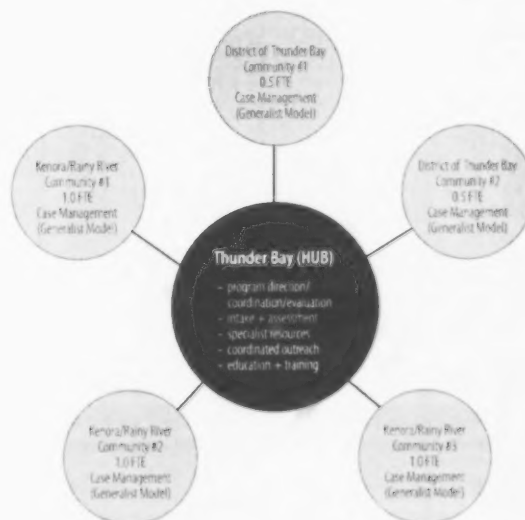 District of Thunder Bay
Community #1
0.5 FTE
Case Management
(Generalist Model)
Kenora/Rainy River
Community #1
1.0 FTE
Case Management
(Generalist Model)
District of Thunder Bay
Community #2
0.5 FTE
Case Management
(Generalist Model)
Thunder Bay (HUB)
- program direction/
coordination/evaluation
- intake + assessment
- specialist resources
- coordinated outreach
- education + training
Kenora/Rainy River
Community #2
1.0 FTE
Case Management
(Generalist Model)
Kenora/Rainy River
Community #3
1.0 FTE
Case Management
(Generalist Model)